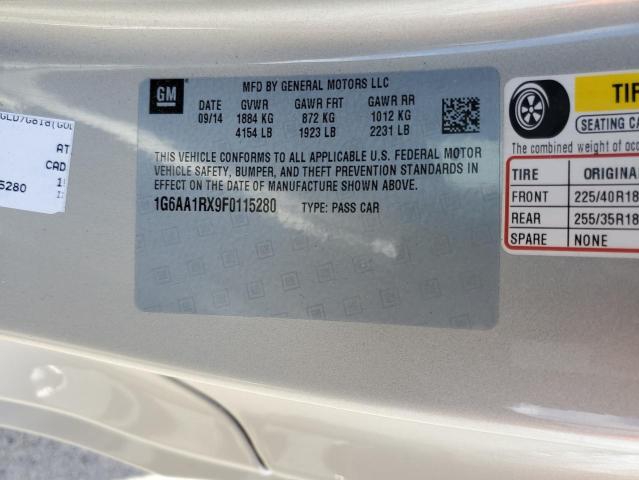 GM
MFD BY GENERAL MOTORS LLC
DATE GVWR GAWR FRT GAWR RR
09/14 1884 KG 872 KG 1012 KG
4154 LB 1923 LB 2231 LB
THIS VEHICLE CONFORMS TO ALL APPLICABLE U.S. FEDERAL MOTOR
VEHICLE SAFETY, BUMPER, AND THEFT PREVENTION STANDARDS IN
EFFECT ON THE DATE OF MANUFACTURE SHOWN ABOVE.
1G6AA1RX9F0115280 TYPE: PASS CAR
AT
CAD
5280
TIF
SEATING CA
The combined weight of occ
TIRE ORIGINA
FRONT 225/40R18
REAR 255/35R18
SPARE NONE